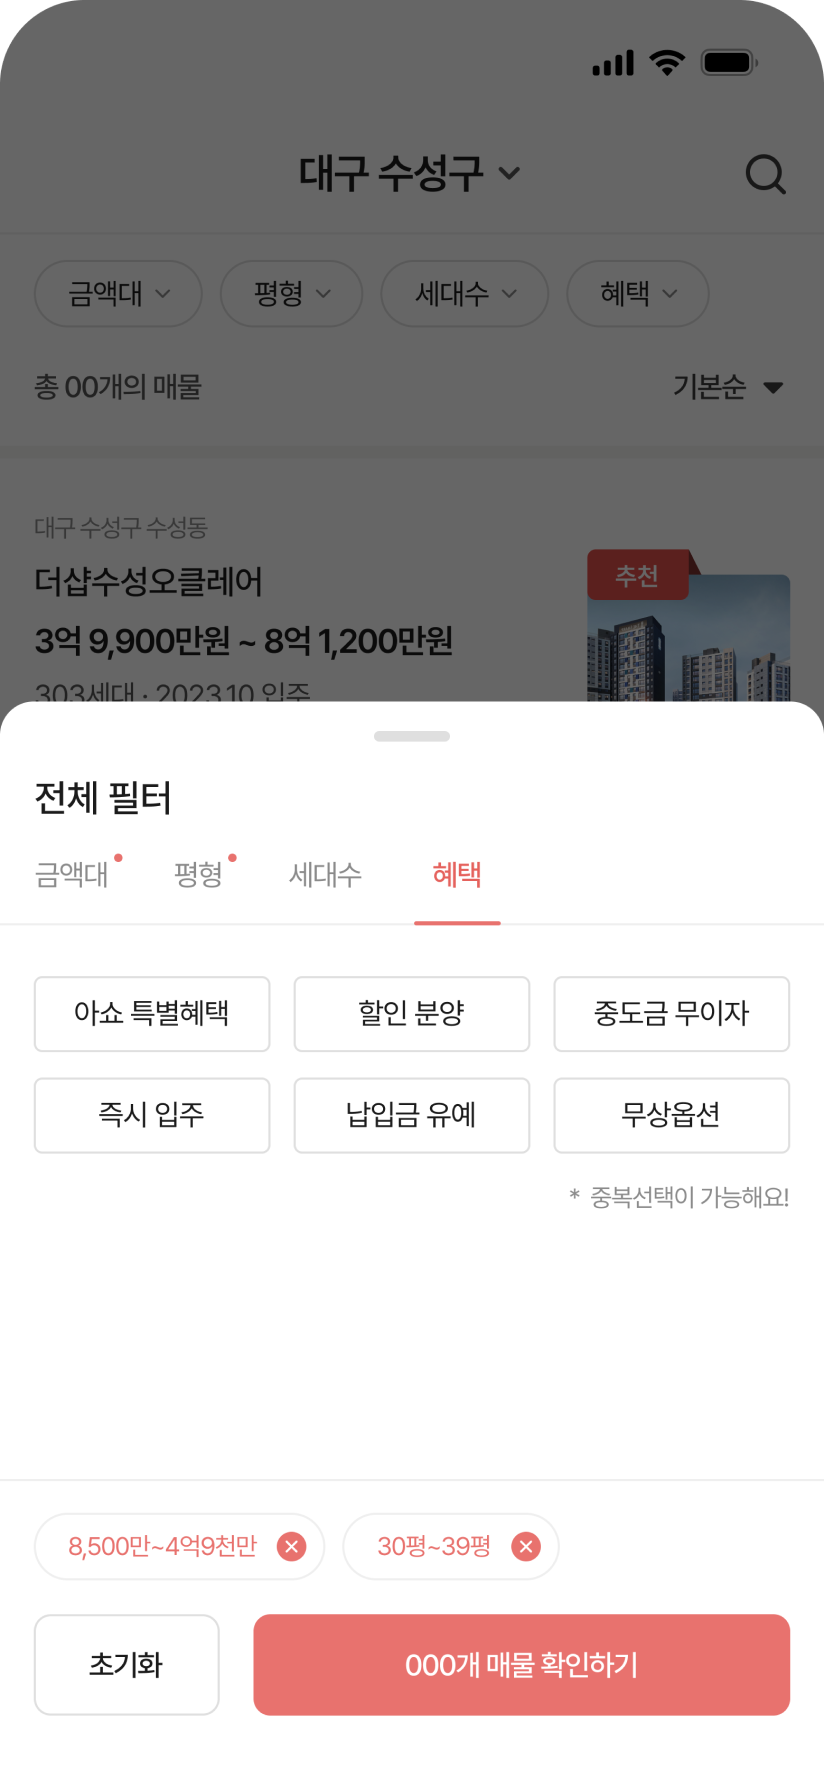 대구 수성구
금액대 평형 세대수 혜택
총 00개의 매물 기본순
대구 수성구 수성동
더샵수성오클레어
추천
3억 9,900만원 ~ 8억 1,200만원
303세대 · 2023.10 입주
전체 필터
금액대 평형 세대수 혜택
아쇼 특별혜택 할인 분양 중도금 무이자
즉시 입주 납입금 유예 무상옵션
* 중복선택이 가능해요!
8,500만~4억9천만 30평~39평
초기화 000개 매물 확인하기